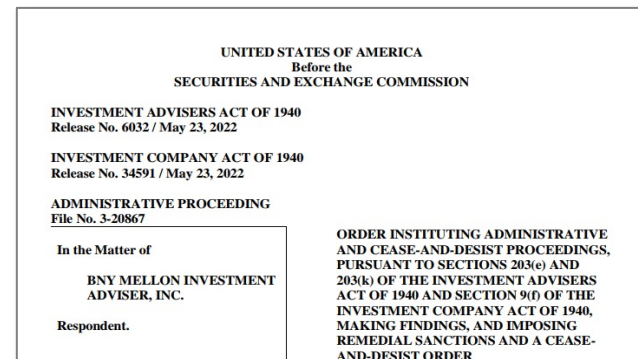 UNITED STATES OF AMERICA
Before the
SECURITIES AND EXCHANGE COMMISSION
INVESTMENT ADVISERS ACT OF 1940
Release No. 6032 / May 23, 2022
INVESTMENT COMPANY ACT OF 1940
Release No. 34591 / May 23, 2022
ADMINISTRATIVE PROCEEDING
File No. 3-20867
In the Matter of
BNY MELLON INVESTMENT
ADVISER, INC.
Respondent.
ORDER INSTITUTING ADMINISTRATIVE
AND CEASE-AND-DESIST PROCEEDINGS,
PURSUANT TO SECTIONS 203(e) AND
203(k) OF THE INVESTMENT ADVISERS
ACT OF 1940 AND SECTION 9(f) OF THE
INVESTMENT COMPANY ACT OF 1940,
MAKING FINDINGS, AND IMPOSING
REMEDIAL SANCTIONS AND A CEASE-
AND-DESIST ORDER